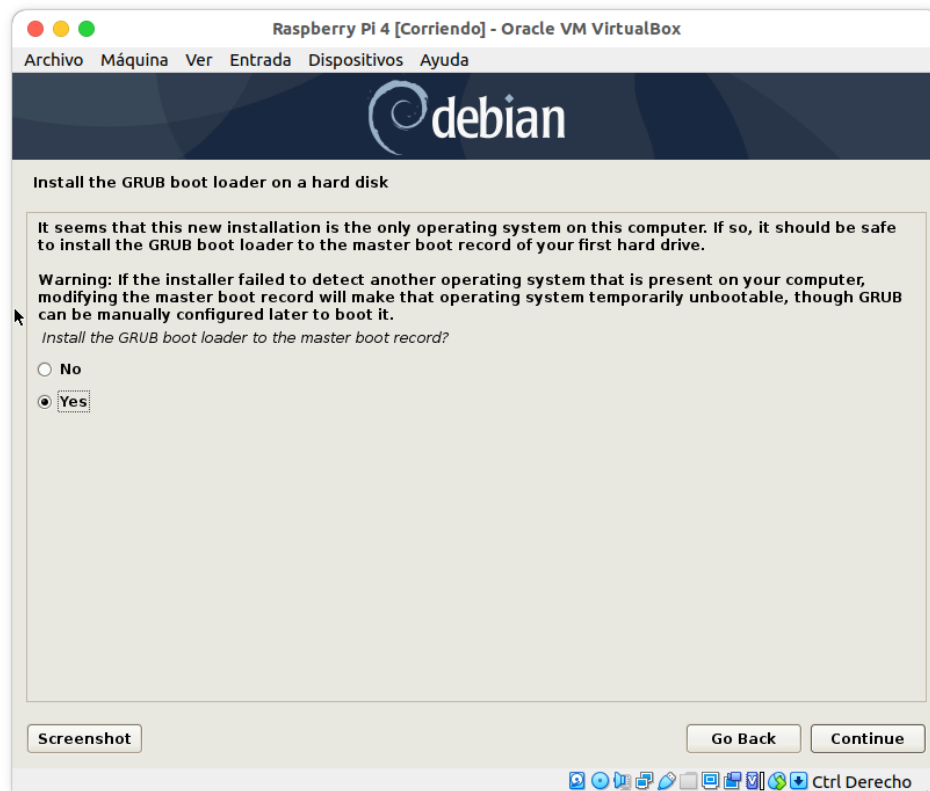 Raspberry Pi 4 [Corriendo] - Oracle VM VirtualBox
Archivo Máquina Ver Entrada Dispositivos Ayuda
debian
Install the GRUB boot loader on a hard disk
It seems that this new installation is the only operating system on this computer. If so, it should be safe
to install the GRUB boot loader to the master boot record of your first hard drive.
Warning: If the installer failed to detect another operating system that is present on your computer,
modifying the master boot record will make that operating system temporarily unbootable, though GRUB
can be manually configured later to boot it.
Install the GRUB boot loader to the master boot record?
No
Yes
Screenshot Go Back Continue
Ctrl Derecho